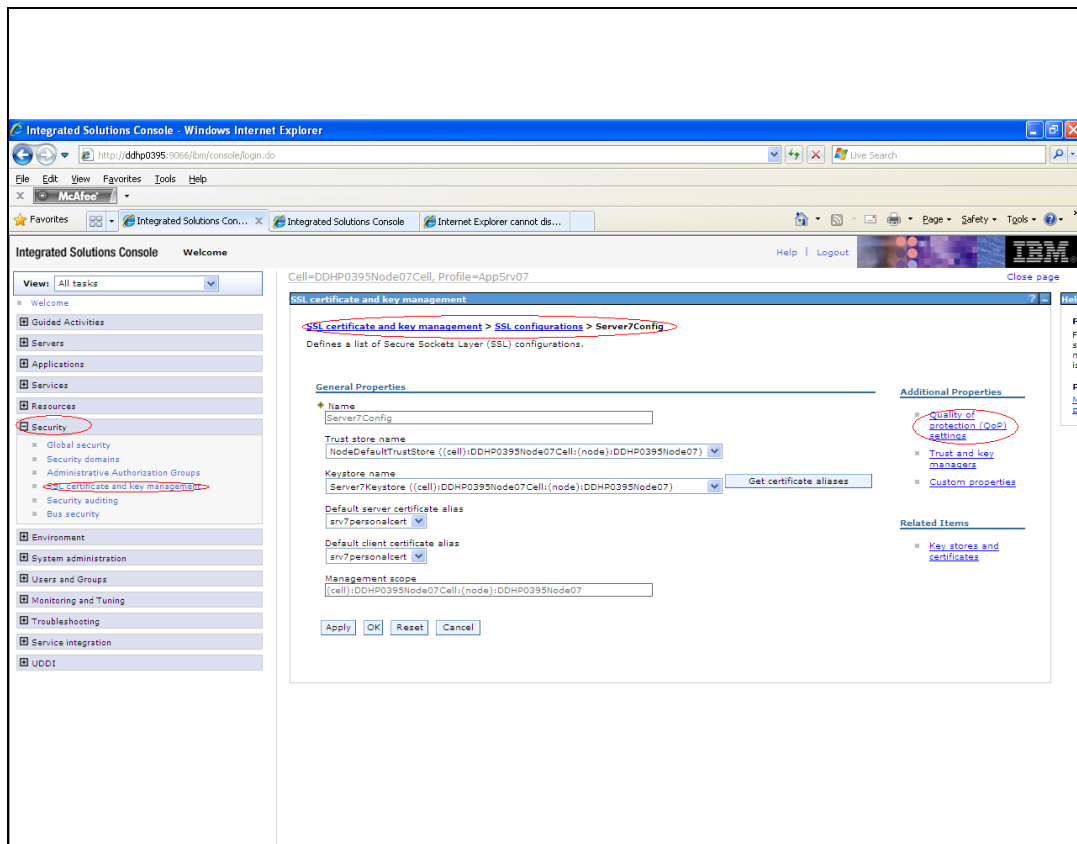 Integrated Solutions Console - Windows Internet Explorer
http://ddhp0395:9066/ibm/console/login.do
Live Search
File Edit View Favorites Tools Help
McAfee
Favorites
Integrated Solutions Con...
Integrated Solutions Console
Internet Explorer cannot dis...
Page Safety Tools
Integrated Solutions Console Welcome
Help | Logout
IBM
View: All tasks
Welcome
Guided Activities
Servers
Applications
Services
Resources
Security
Global security
Security domains
Administrative Authorization Groups
SSL certificate and key management
Security auditing
Bus security
Environment
System administration
Users and Groups
Monitoring and Tuning
Troubleshooting
Service integration
UDDI
Cell=DDHP0395Node07Cell, Profile=AppSrv07
Close page
SSL certificate and key management
SSL certificate and key management > SSL configurations > Server7Config
Defines a list of Secure Sockets Layer (SSL) configurations.
General Properties
Name
Server7Config
Trust store name
NodeDefaultTrustStore ((cell):DDHP0395Node07Cell:(node):DDHP0395Node07)
Keystore name
Server7Keystore ((cell):DDHP0395Node07Cell:(node):DDHP0395Node07)
Get certificate aliases
Default server certificate alias
srv7personalcert
Default client certificate alias
srv7personalcert
Management scope
(cell):DDHP0395Node07Cell:(node):DDHP0395Node07
Apply OK Reset Cancel
Additional Properties
Quality of
protection (QoP)
settings
Trust and key
managers
Custom properties
Related Items
Key stores and
certificates